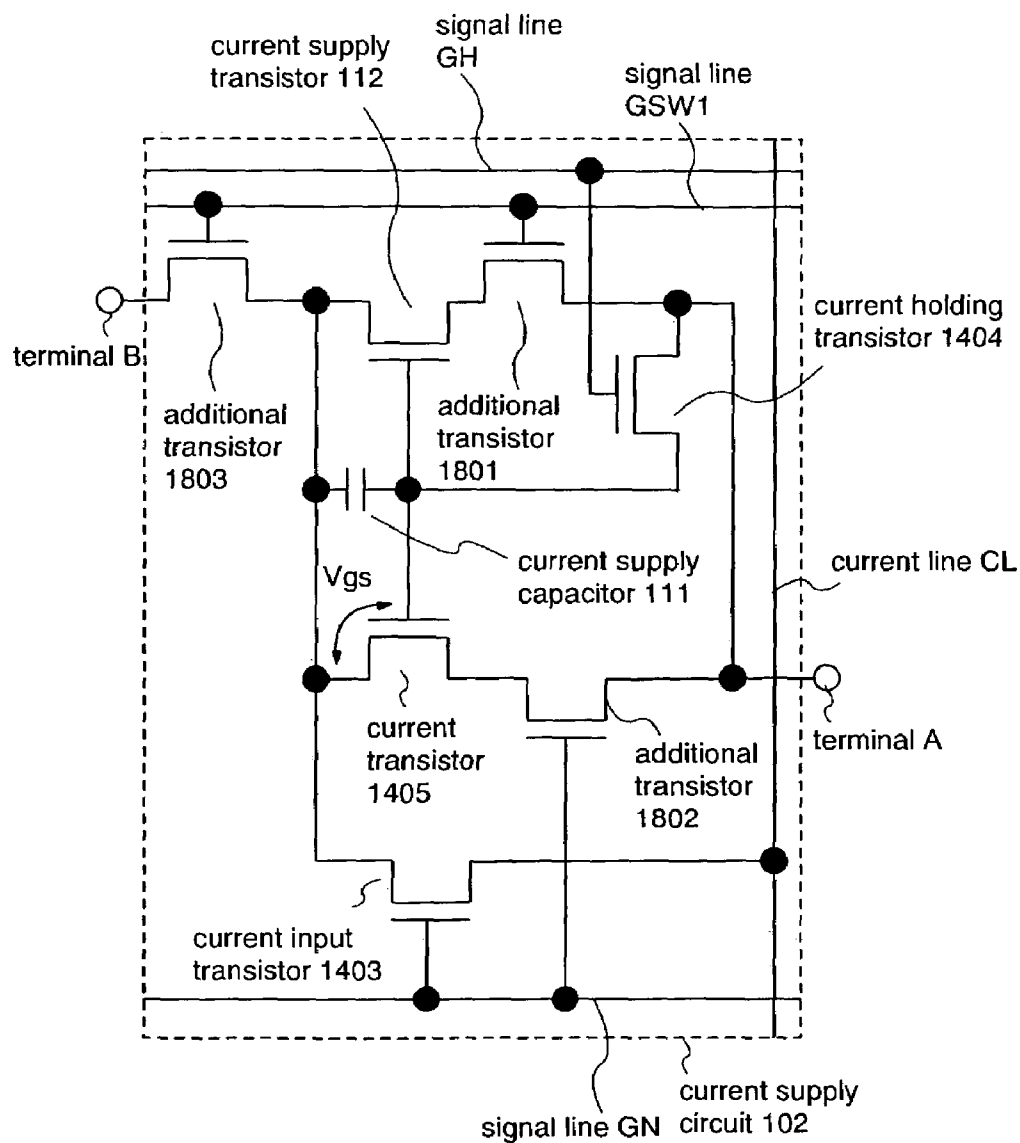 signal line
GH
current supply
transistor 112
signal line
GSW1
current holding
transistor 1404
terminal B
additional
transistor
1803
additional
transistor
1801
current supply
capacitor 111
current line CL
Vgs
current
transistor
1405
additional
transistor
1802
terminal A
current input
transistor 1403
current supply
circuit 102
signal line GN